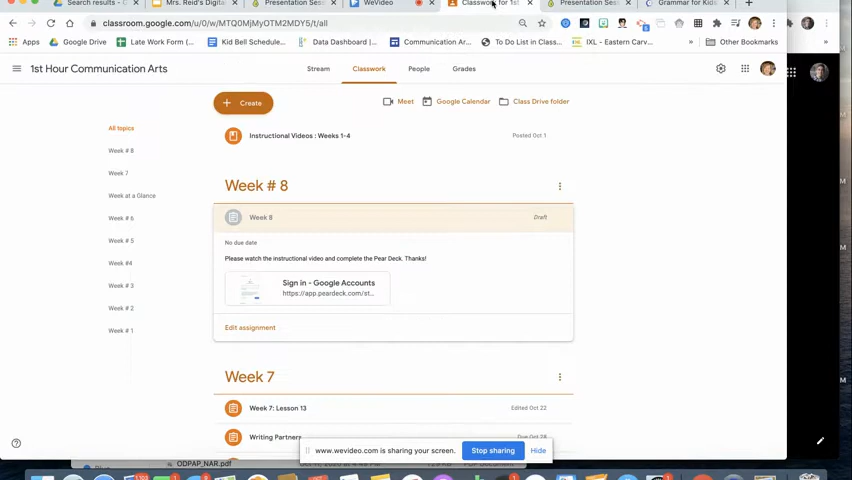 Search results -
Mrs. Reid's Digita
Presentation Sess
WeVideo
Classwork for 1st
Presentation Sess
Grammar for Kids
classroom.google.com/u/0/w/MTQ0MjMyOTM2MDY5/t/all
Apps
Late Work Form (...
Kid Bell Schedule...
Data Dashboard |...
Communication Ar...
To Do List in Class...
IXL - Eastern Carv...
»
Other Bookmarks
»
1st Hour Communication Arts
Stream
Classwork
People
Grades
+ Create
Meet
Google Calendar
Class Drive folder
All topics
Week # 8
Week 7
Week at a Glance
Week # 6
Week # 5
Week #4
Week # 3
Week # 2
Week # 1
Instructional Videos : Weeks 1-4
Posted Oct 1
Week # 8
Week 8
Draft
No due date
Please watch the instructional video and complete the Pear Deck. Thanks!
Sign in - Google Accounts
https://app.peardeck.com/st...
Edit assignment
Week 7
Week 7: Lesson 13
Edited Oct 22
Writing Partners
Due Oct 28
www.wevideo.com is sharing your screen.
Stop sharing
Hide
ODPAP_NAR.pdf